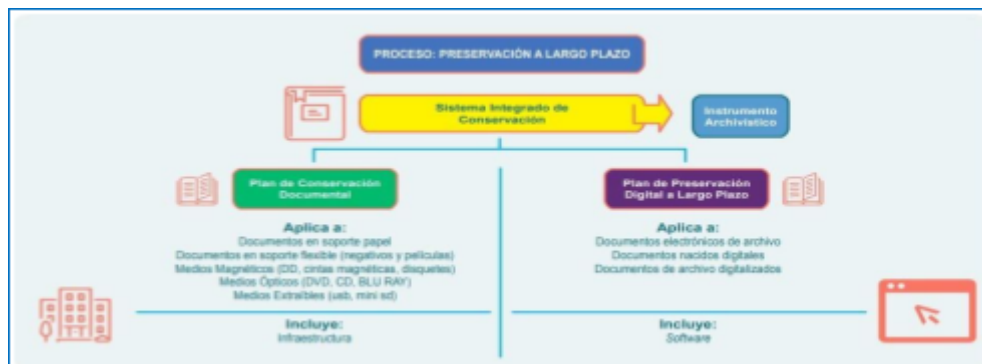 PROCESO: PRESERVACIÓN A LARGO PLAZO
Sistema Integrado de
Conservación
Instrumento
Archivístico
Plan de Conservación
Documental
Aplica a:
Documentos en soporte papel
Documentos en soporte flexible (negativos y películas)
Medios Magnéticos (DD, cintas magnéticas, disquetes)
Medios Ópticos (DVD, CD, BLU RAY)
Medios Extraíbles (usb, mini sd)
Incluye:
Infraestructura
Plan de Preservación
Digital a Largo Plazo
Aplica a:
Documentos electrónicos de archivo
Documentos nacidos digitales
Documentos de archivo digitalizados
Incluye:
Software